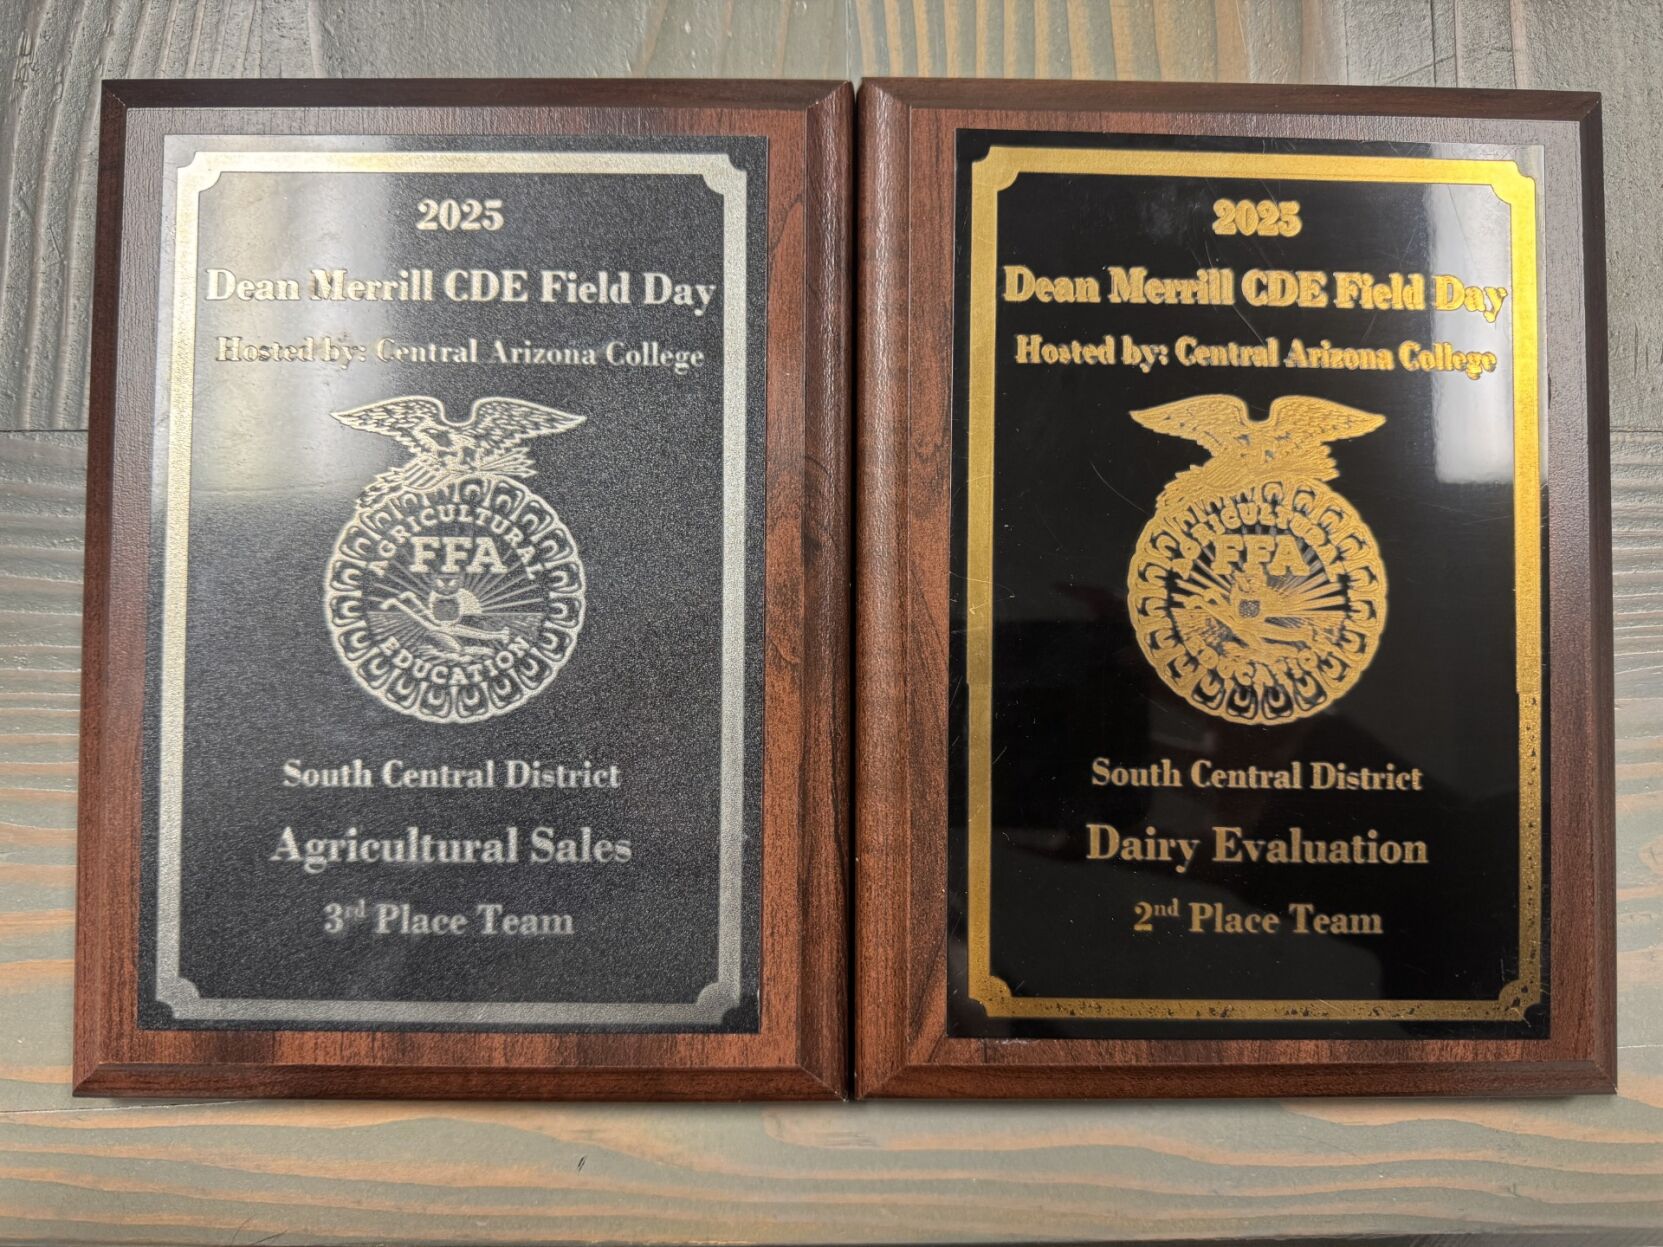 2025
Dean Merrill CDE Field Day
Hosted by: Central Arizona College
AGRICULTURAL
FFA
EDUCATION
South Central District
Agricultural Sales
3rd Place Team
2025
Dean Merrill CDE Field Day
Hosted by: Central Arizona College
AGRICULTURAL
FFA
EDUCATION
South Central District
Dairy Evaluation
2nd Place Team